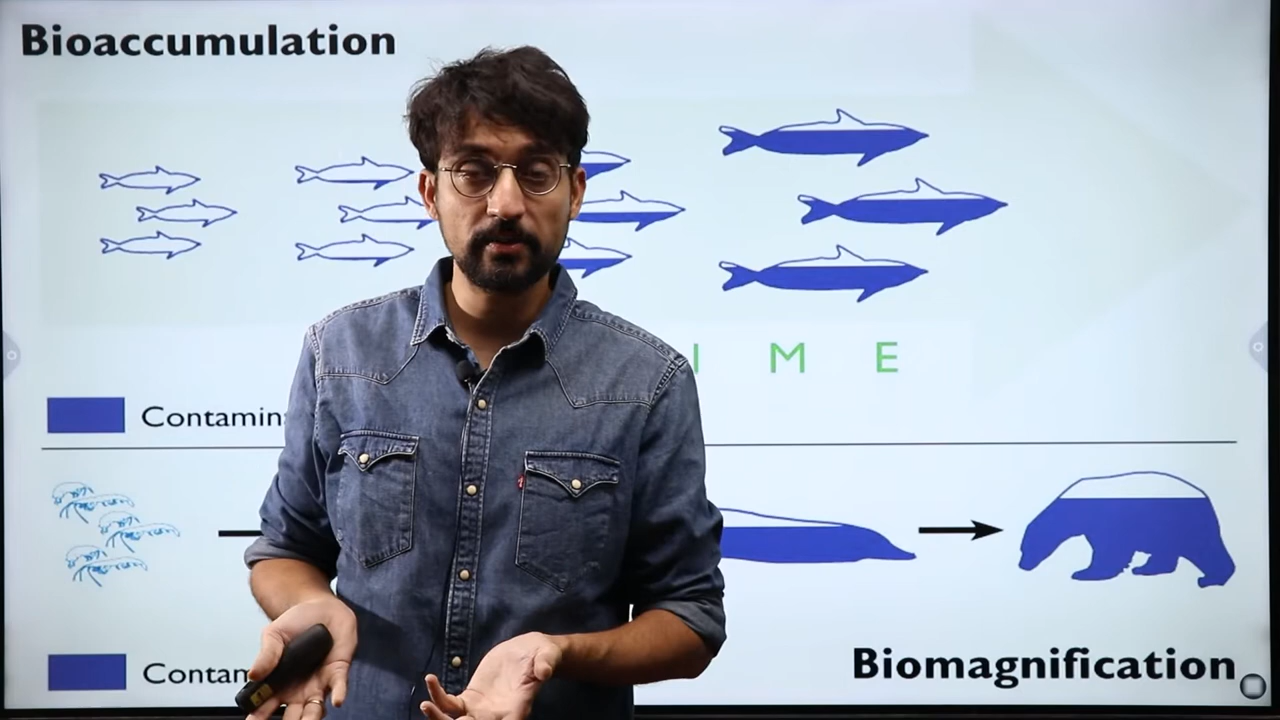 Bioaccumulation
I M E
Contamin
Contam
Biomagnification